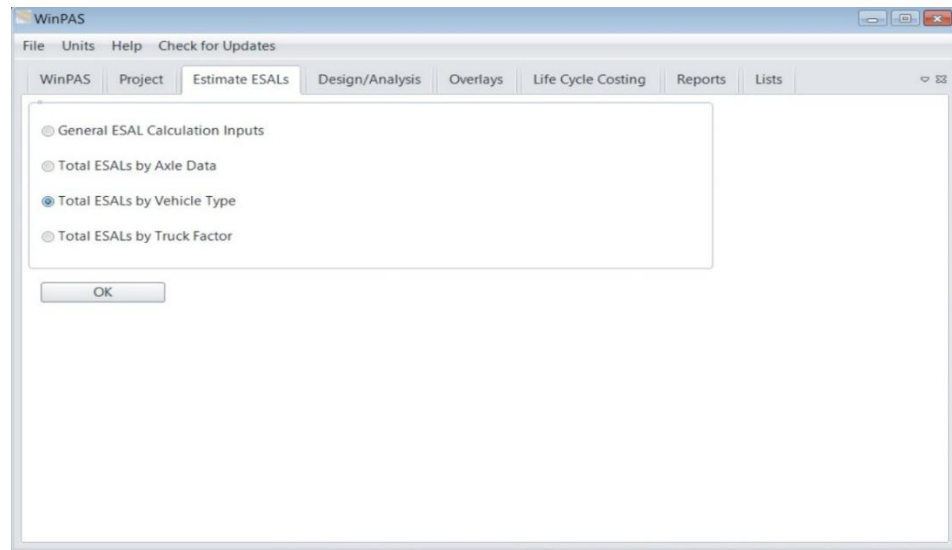 WinPAS
File Units Help Check for Updates
WinPAS Project Estimate ESALs Design/Analysis Overlays Life Cycle Costing Reports Lists
General ESAL Calculation Inputs
Total ESALs by Axle Data
Total ESALs by Vehicle Type
Total ESALs by Truck Factor
OK